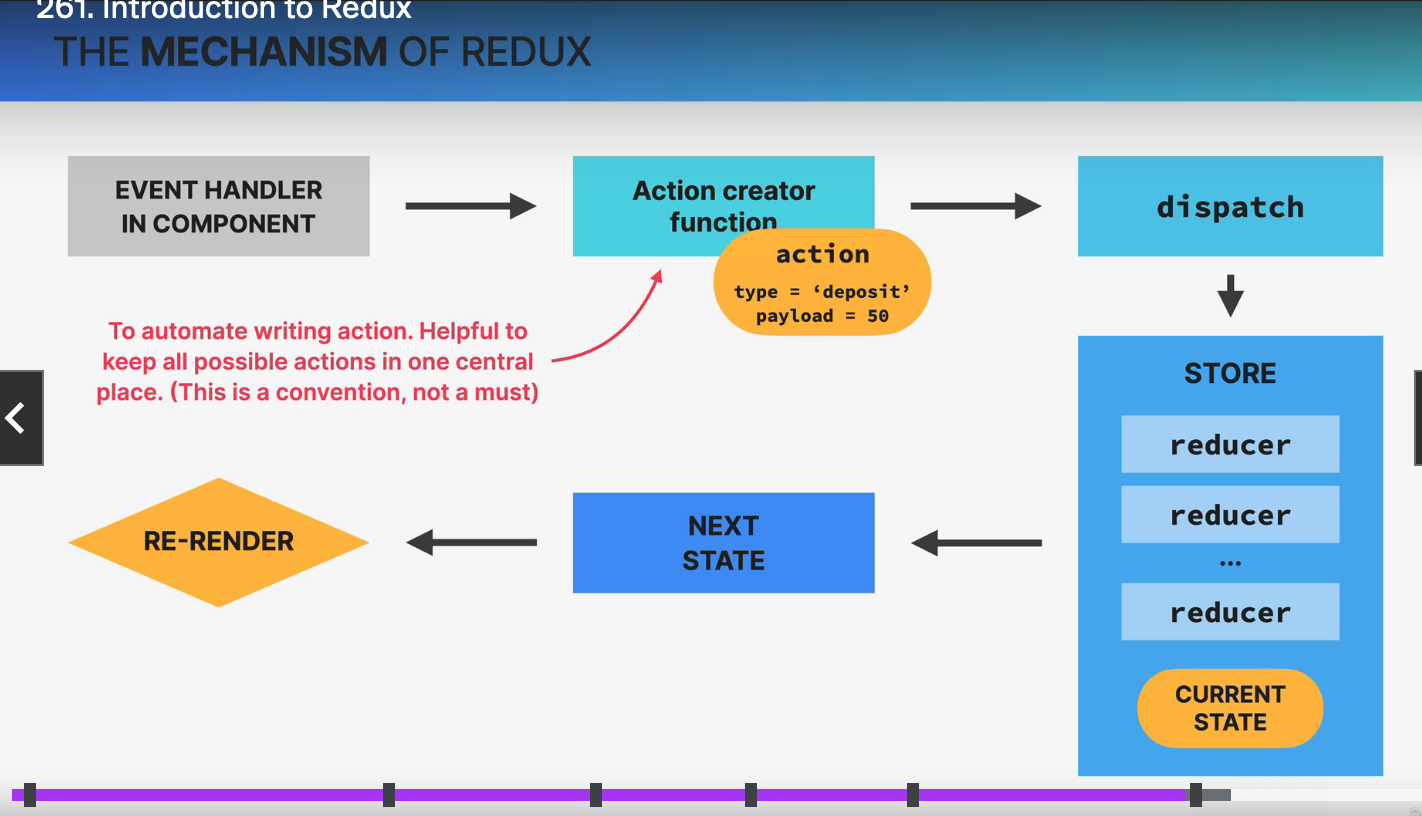 261. Introduction to Redux
THE MECHANISM OF REDUX
EVENT HANDLER
IN COMPONENT
Action creator
function
action
type = ‘deposit’
payload = 50
dispatch
To automate writing action. Helpful to
keep all possible actions in one central
place. (This is a convention, not a must)
STORE
reducer
reducer
...
reducer
CURRENT
STATE
NEXT
STATE
RE-RENDER